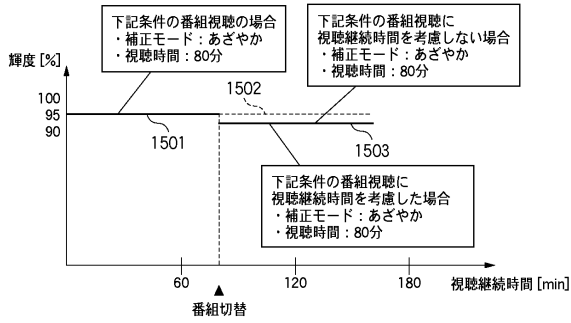 下記条件の番組視聴の場合
・補正モード：あざやか
・視聴時間：80分
下記条件の番組視聴に
視聴継続時間を考慮しない場合
・補正モード：あざやか
・視聴時間：80分
輝度［%］
100
95
90
1502
1501
1503
下記条件の番組視聴に
視聴継続時間を考慮した場合
・補正モード：あざやか
・視聴時間：80分
60
120
180
視聴継続時間［min］
番組切替